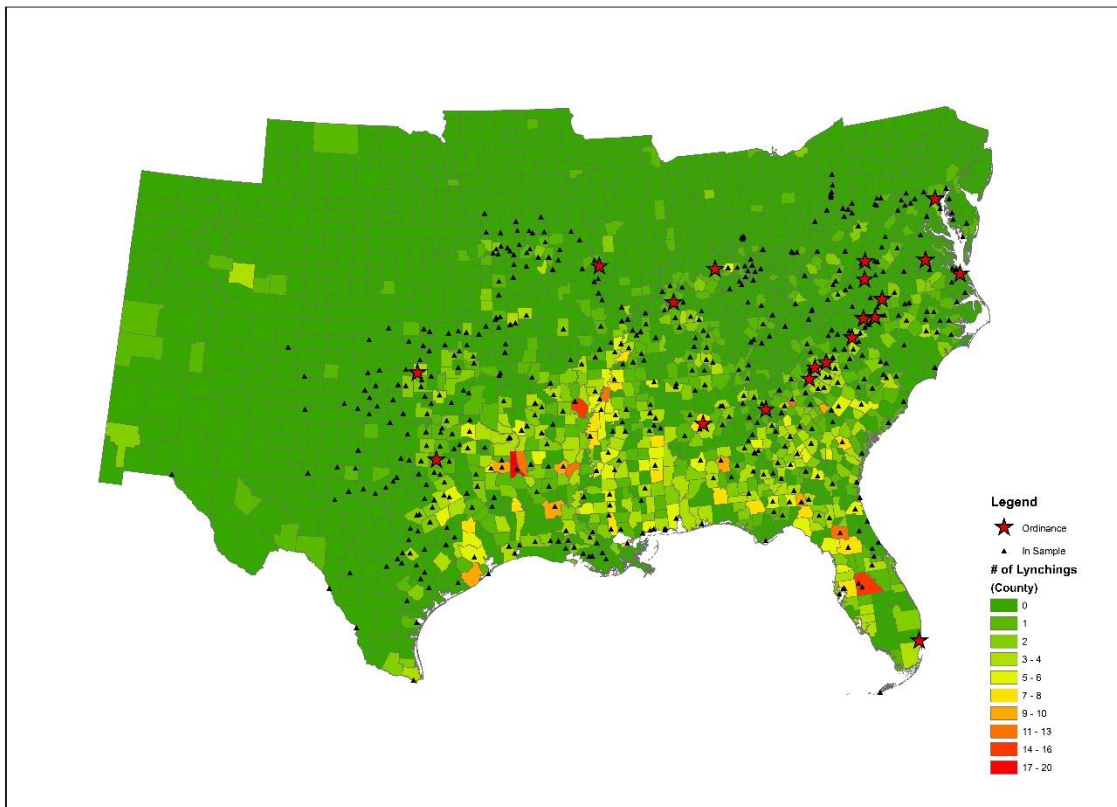 Legend
Ordinance
In Sample
# of Lynchings
(County)
0
1
2
3 - 4
5 - 6
7 - 8
9 - 10
11 - 13
14 - 16
17 - 20